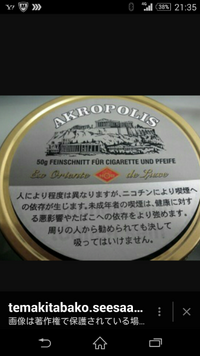 38% 21:35
AKROPOLIS
50g FEINSCHNITT FÜR CIGARETTE UND PFEIFE
de Luxe
人により程度は異なりますが、ニコチンにより喫煙へ
の依存が生じます。未成年者の喫煙は、健康に対す
る悪影響やたばこへの依存をより強めます。
周りの人から勧められても決して
吸ってはいけません。
temakitabako.seesaa...
画像は著作権で保護されている場...